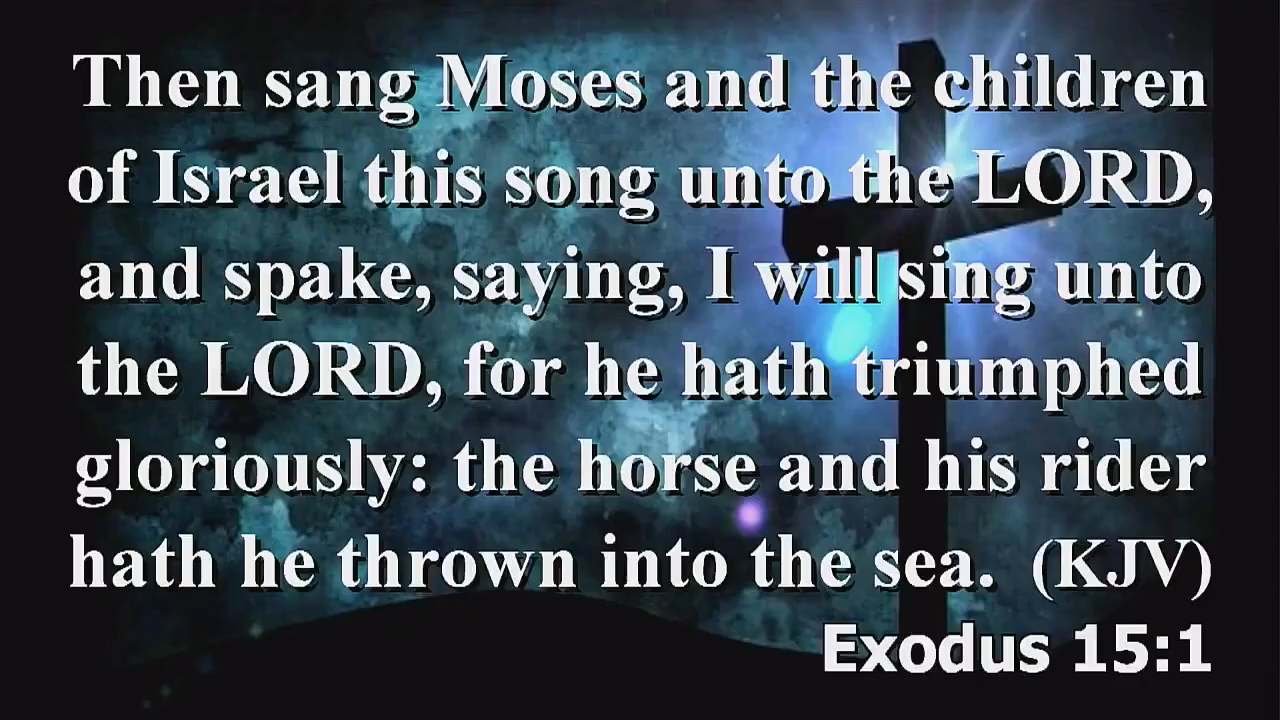 Then sang Moses and the children
of Israel this song unto the LORD,
and spake, saying, I will sing unto
the LORD, for he hath triumphed
gloriously: the horse and his rider
hath he thrown into the sea. (KJV)
Exodus 15:1